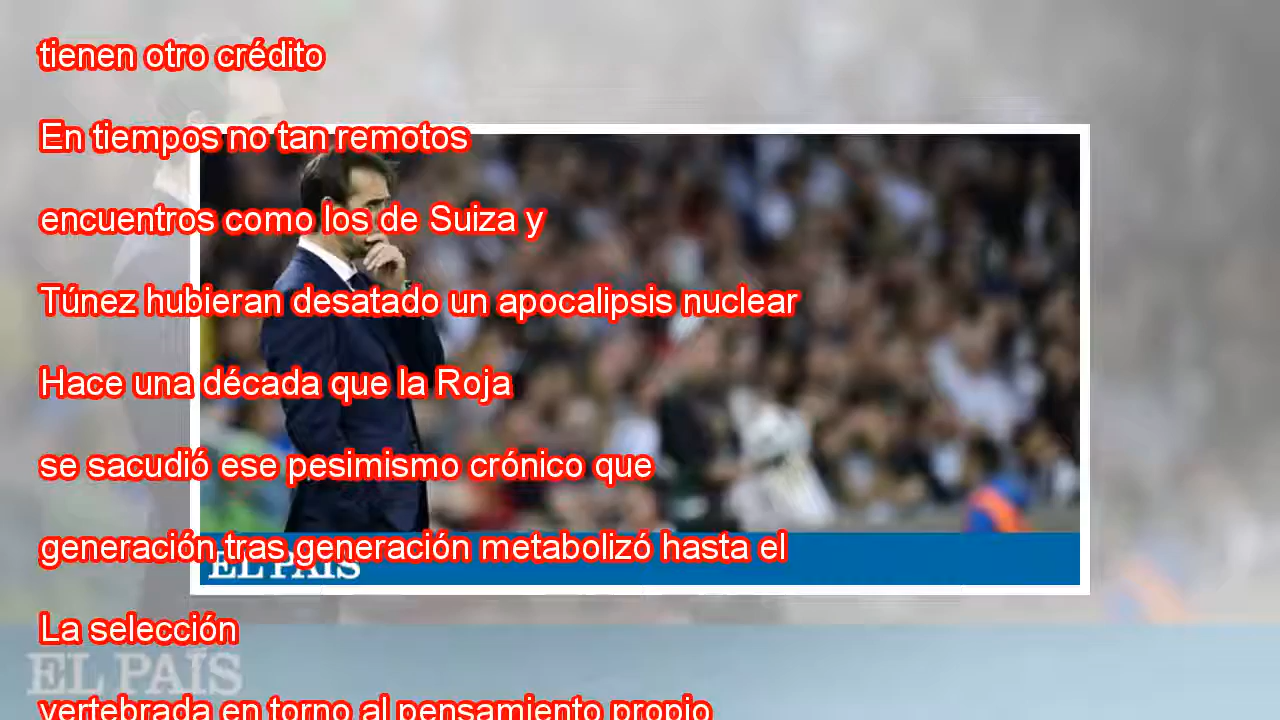 tienen otro crédito
En tiempos no tan remotos
encuentros como los de Suiza y
Túnez hubieran desatado un apocalipsis nuclear
Hace una década que la Roja
se sacudió ese pesimismo crónico que
generación tras generación metabolizó hasta el
EL PAÍS
La selección
EL PAÍS
vertebrada en torno al pensamiento propio